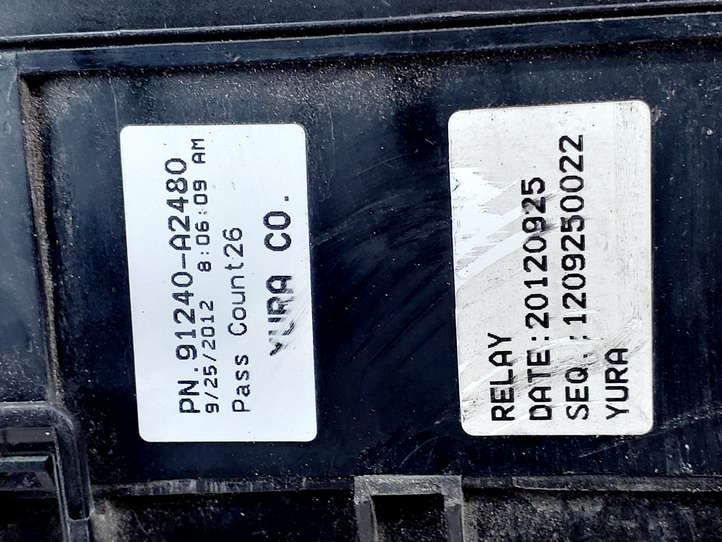 PN.91240-A2480
9/25/2012 8:06:09 AM
Pass Count26
YURA CO.
RELAY
DATE:20120925
SEQ.:1209250022
YURA